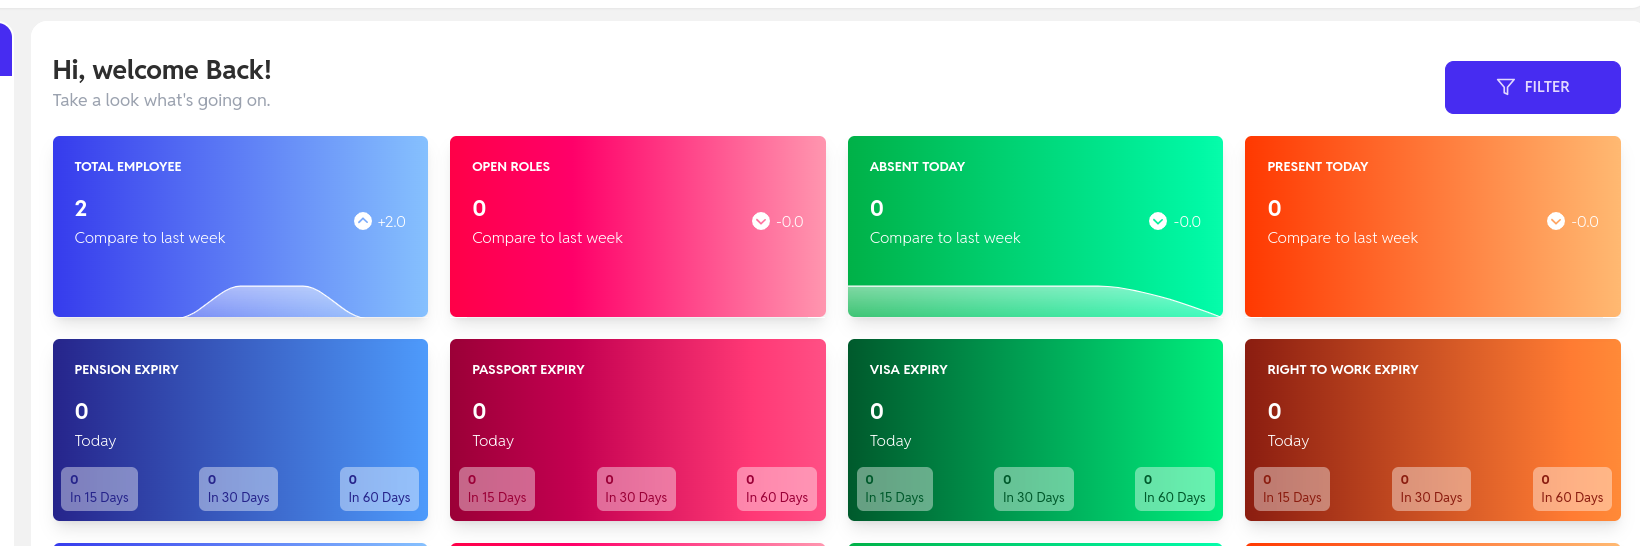 Hi, welcome Back!
Take a look what's going on.
FILTER
TOTAL EMPLOYEE
2
Compare to last week
+2.0
OPEN ROLES
0
Compare to last week
-0.0
ABSENT TODAY
0
Compare to last week
-0.0
PRESENT TODAY
0
Compare to last week
-0.0
PENSION EXPIRY
0
Today
0
In 15 Days
0
In 30 Days
0
In 60 Days
PASSPORT EXPIRY
0
Today
0
In 15 Days
0
In 30 Days
0
In 60 Days
VISA EXPIRY
0
Today
0
In 15 Days
0
In 30 Days
0
In 60 Days
RIGHT TO WORK EXPIRY
0
Today
0
In 15 Days
0
In 30 Days
0
In 60 Days